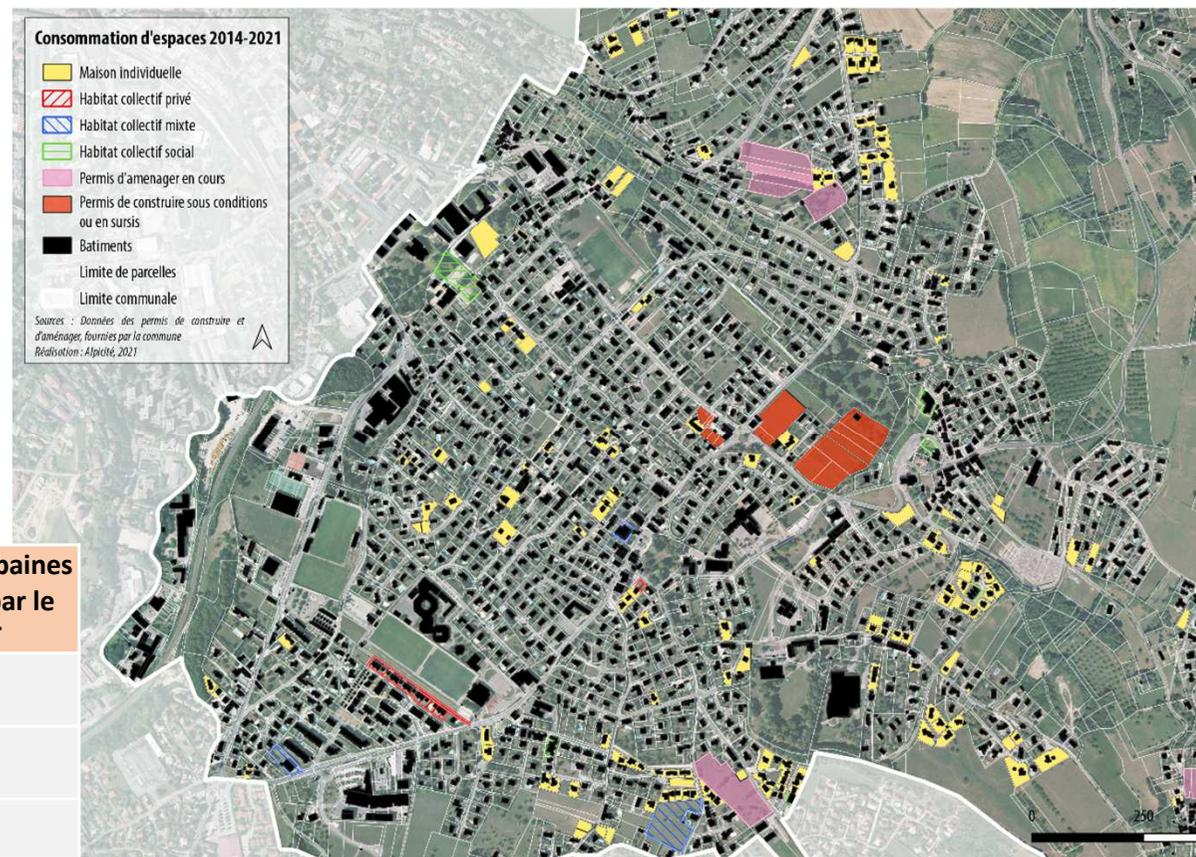 Consommation d'espaces 2014-2021
Maison individuelle
Habitat collectif privé
Habitat collectif mixte
Habitat collectif social
Permis d'amenager en cours
Permis de construire sous conditions
ou en sursis
Batiments
Limite de parcelles
Limite communale
Sources : Données des permis de construire et
d'aménager, fournies par la commune
Réalisation : Alpicité, 2021
par le
0 250